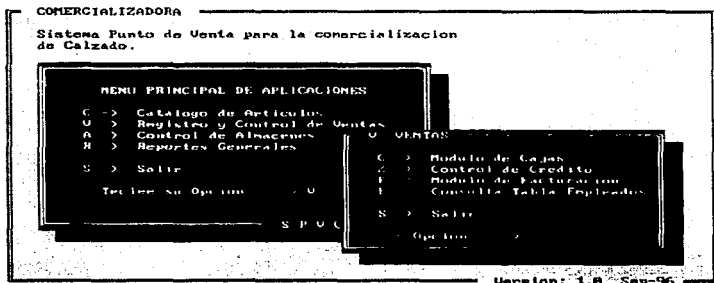 COMERCIALIZADORA
Sistema Punto de Venta para la comercializacion
de Calzado.
MENU PRINCIPAL DE APLICACIONES
C -> Catalogo de Articulos
V > Registro y Control de Ventas
A > Control de Almacenes
R > Reportes Generales
S > Salir
Teclee su Opcion > V
S P V C
V VENTAS
C > Modulo de Cajas
Z > Control de Credito
F > Modulo de Facturacion
E Consulta Tabla Empleados
S > Salir
Opcion >
Version: 1.0 Sep-96